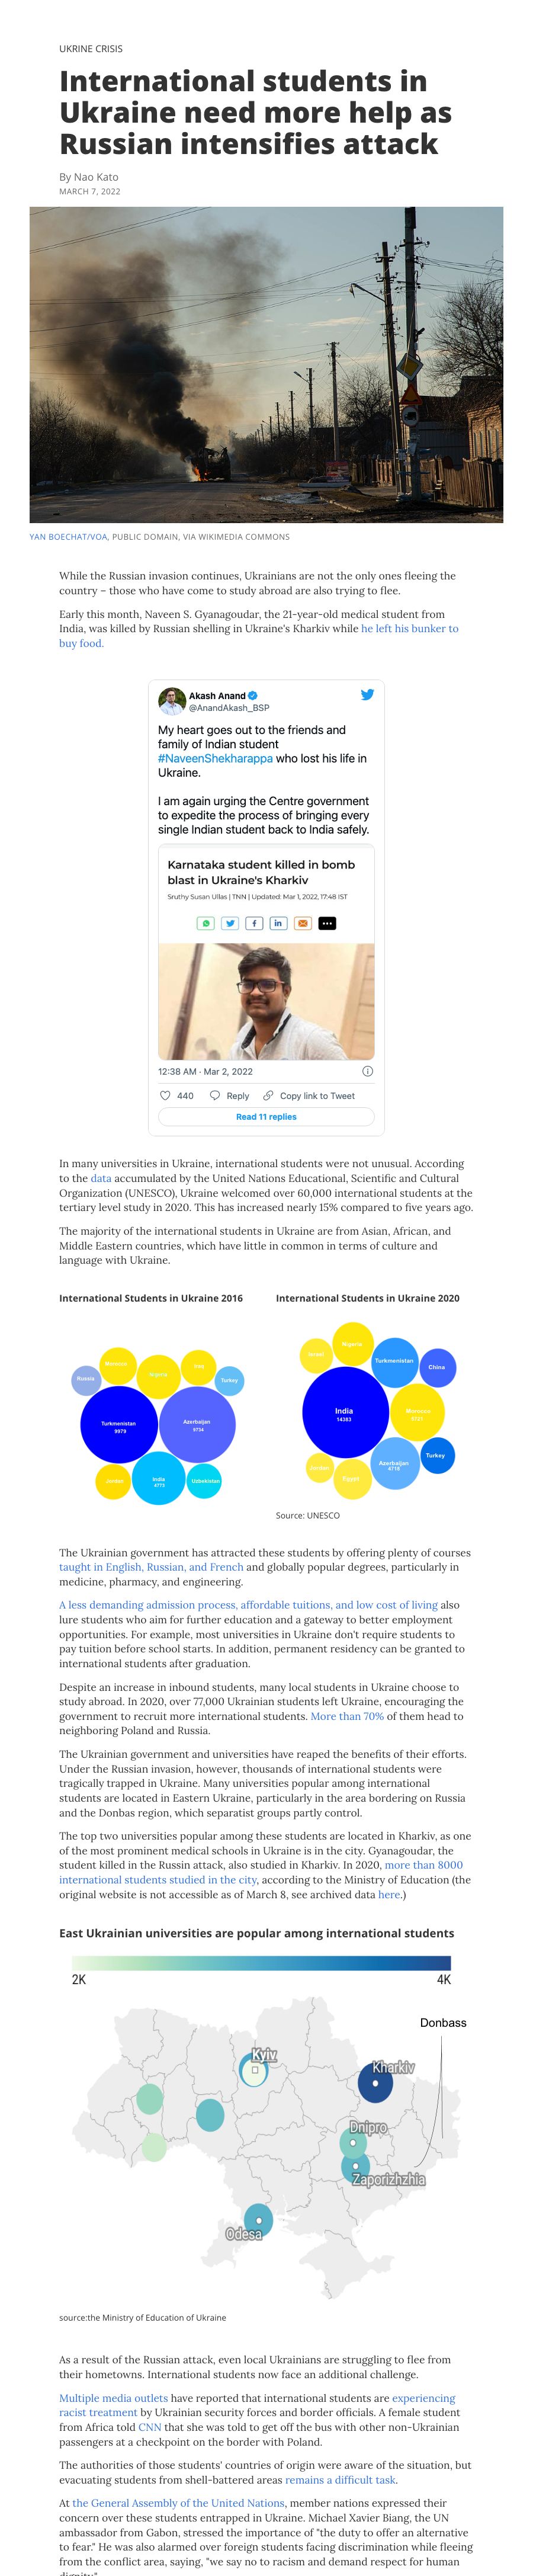 UKRINE CRISIS
International students in
Ukraine need more help as
Russian intensifies attack
By Nao Kato
MARCH 7, 2022
YAN BOECHAT/VOA, PUBLIC DOMAIN, VIA WIKIMEDIA COMMONS
While the Russian invasion continues, Ukrainians are not the only ones fleeing the
country – those who have come to study abroad are also trying to flee.
Early this month, Naveen S. Gyanagoudar, the 21-year-old medical student from
India, was killed by Russian shelling in Ukraine's Kharkiv while he left his bunker to
buy food.
Akash Anand
@AnandAkash_BSP
My heart goes out to the friends and
family of Indian student
#NaveenShekharappa who lost his life in
Ukraine.
I am again urging the Centre government
to expedite the process of bringing every
single Indian student back to India safely.
Karnataka student killed in bomb
blast in Ukraine's Kharkiv
Sruthy Susan Ullas | TNN | Updated: Mar 1, 2022, 17:48 IST
12:38 AM · Mar 2, 2022
440 Reply Copy link to Tweet
Read 11 replies
In many universities in Ukraine, international students were not unusual. According
to the data accumulated by the United Nations Educational, Scientific and Cultural
Organization (UNESCO), Ukraine welcomed over 60,000 international students at the
tertiary level study in 2020. This has increased nearly 15% compared to five years ago.
The majority of the international students in Ukraine are from Asian, African, and
Middle Eastern countries, which have little in common in terms of culture and
language with Ukraine.
International Students in Ukraine 2016
Morocco
Nigeria
Iraq
Russia
Turkey
Turkmenistan
9979
Azerbaijan
9734
Jordan
India
4773
Uzbekistan
International Students in Ukraine 2020
Israel
Nigeria
Turkmenistan
China
India
14383
Morocco
Azerbaijan
4719
Turkey
Jordan
Egypt
Source: UNESCO
The Ukrainian government has attracted these students by offering plenty of courses
taught in English, Russian, and French and globally popular degrees, particularly in
medicine, pharmacy, and engineering.
A less demanding admission process, affordable tuitions, and low cost of living also
lure students who aim for further education and a gateway to better employment
opportunities. For example, most universities in Ukraine don't require students to
pay tuition before school starts. In addition, permanent residency can be granted to
international students after graduation.
Despite an increase in inbound students, many local students in Ukraine choose to
study abroad. In 2020, over 77,000 Ukrainian students left Ukraine, encouraging the
government to recruit more international students. More than 70% of them head to
neighboring Poland and Russia.
The Ukrainian government and universities have reaped the benefits of their efforts.
Under the Russian invasion, however, thousands of international students were
tragically trapped in Ukraine. Many universities popular among international
students are located in Eastern Ukraine, particularly in the area bordering on Russia
and the Donbas region, which separatist groups partly control.
The top two universities popular among these students are located in Kharkiv, as one
of the most prominent medical schools in Ukraine is in the city. Gyanagoudar, the
student killed in the Russin attack, also studied in Kharkiv. In 2020, more than 8000
international students studied in the city, according to the Ministry of Education (the
original website is not accessible as of March 8, see archived data here.)
East Ukrainian universities are popular among international students
2K 4K
Donbass
Kyiv
Kharkiv
Dnipro
Zaporizhzhia
Odesa
source:the Ministry of Education of Ukraine
As a result of the Russian attack, even local Ukrainians are struggling to flee from
their hometowns. International students now face an additional challenge.
Multiple media outlets have reported that international students are experiencing
racist treatment by Ukrainian security forces and border officials. A female student
from Africa told CNN that she was told to get off the bus with other non-Ukrainian
passengers at a checkpoint on the border with Poland.
The authorities of those students' countries of origin were aware of the situation, but
evacuating students from shell-battered areas remains a difficult task.
At the General Assembly of the United Nations, member nations expressed their
concern over these students entrapped in Ukraine. Michael Xavier Biang, the UN
ambassador from Gabon, stressed the importance of "the duty to offer an alternative
to fear." He was also alarmed over foreign students facing discrimination while fleeing
from the conflict area, saying, "we say no to racism and demand respect for human